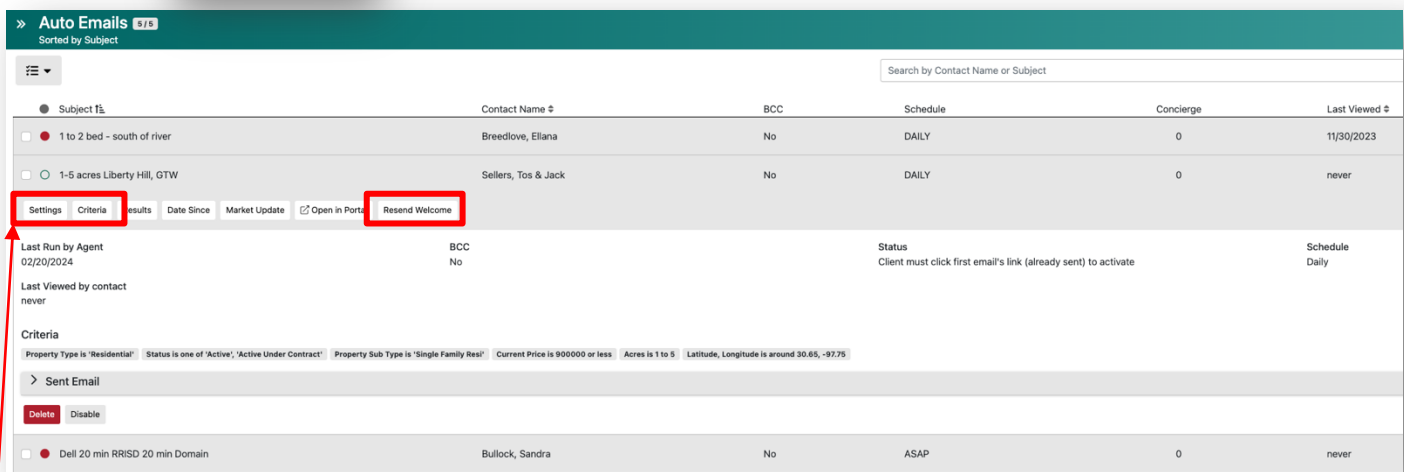 » Auto Emails 5/5
Sorted by Subject
Search by Contact Name or Subject
Subject Contact Name BCC Schedule Concierge Last Viewed
1 to 2 bed - south of river Breedlove, Ellana No DAILY 0 11/30/2023
1-5 acres Liberty Hill, GTW Sellers, Tos & Jack No DAILY 0 never
Settings Criteria esults Date Since Market Update Open in Porta Resend Welcome
Last Run by Agent BCC Status Schedule
02/20/2024 No Client must click first email's link (already sent) to activate Daily
Last Viewed by contact
never
Criteria
Property Type is 'Residential' Status is one of 'Active', 'Active Under Contract' Property Sub Type is 'Single Family Resi' Current Price is 900000 or less Acres is 1 to 5 Latitude, Longitude is around 30.65, -97.75
> Sent Email
Delete Disable
Dell 20 min RRISD 20 min Domain Bullock, Sandra No ASAP 0 never